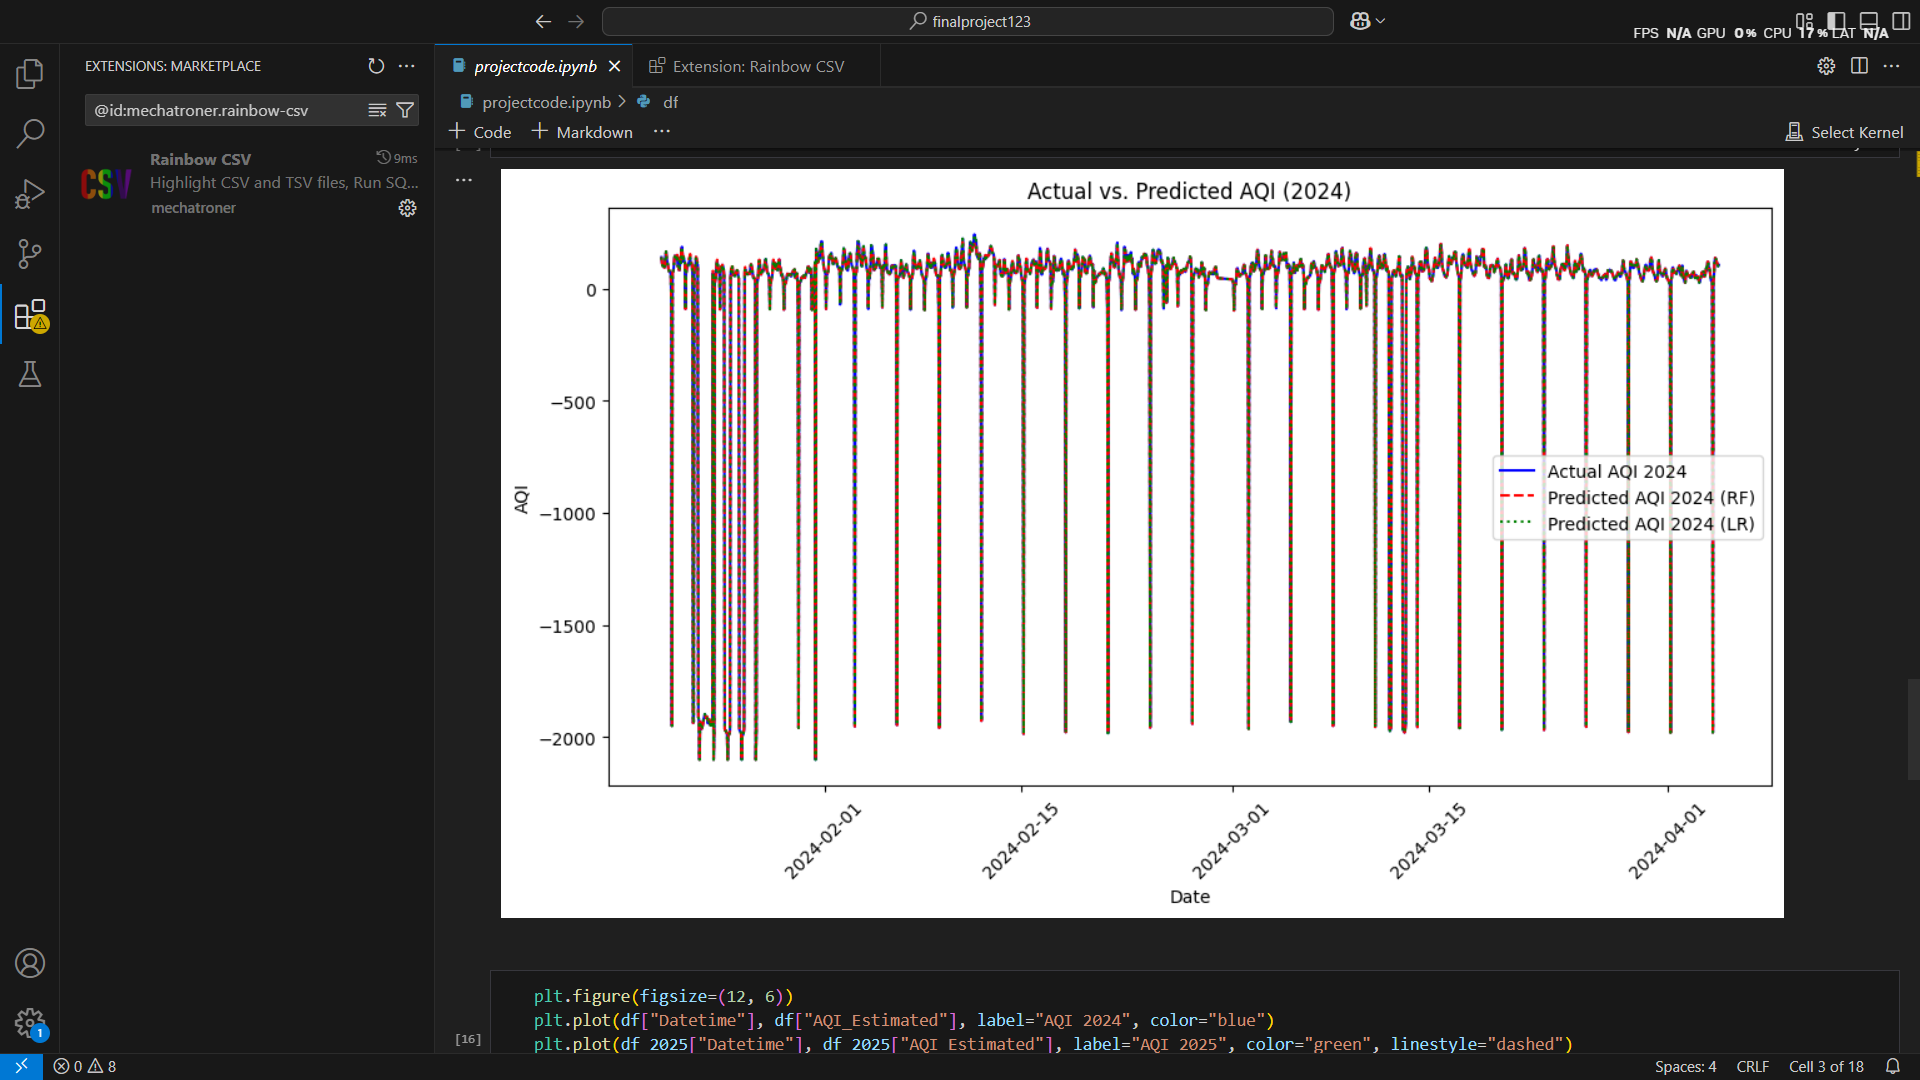 finalproject123
FPS N/A GPU 0% CPU 17% LAT N/A
EXTENSIONS: MARKETPLACE
@id:mechatroner.rainbow-csv
CSV
Rainbow CSV
9ms
Highlight CSV and TSV files, Run SQ...
mechatroner
projectcode.ipynb
Extension: Rainbow CSV
projectcode.ipynb > df
Code
Markdown
Select Kernel
Actual vs. Predicted AQI (2024)
0
−500
−1000
−1500
−2000
AQI
Actual AQI 2024
Predicted AQI 2024 (RF)
Predicted AQI 2024 (LR)
2024-02-01
2024-02-15
2024-03-01
2024-03-15
2024-04-01
Date
plt.figure(figsize=(12, 6))
plt.plot(df["Datetime"], df["AQI_Estimated"], label="AQI 2024", color="blue")
[16]
plt.plot(df_2025["Datetime"], df_2025["AQI_Estimated"], label="AQI 2025", color="green", linestyle="dashed")
1
0
8
Spaces: 4
CRLF
Cell 3 of 18